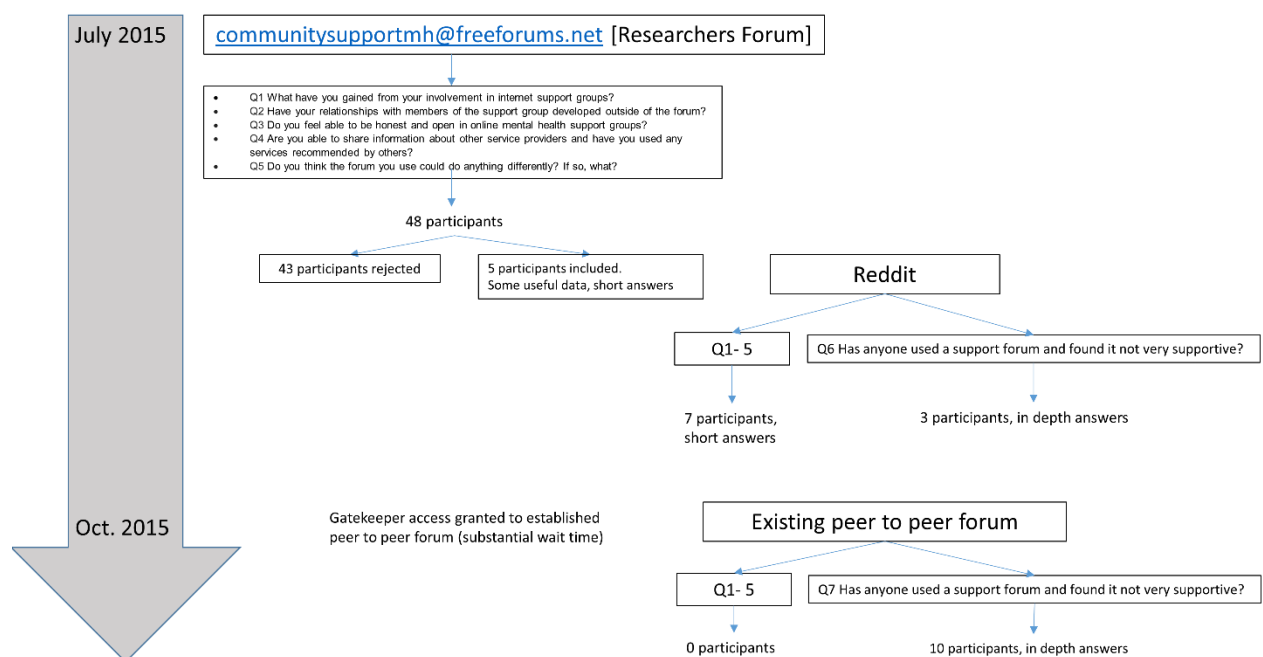 July 2015
communitysupportmh@freeforums.net [Researchers Forum]
• Q1 What have you gained from your involvement in internet support groups?
• Q2 Have your relationships with members of the support group developed outside of the forum?
• Q3 Do you feel able to be honest and open in online mental health support groups?
• Q4 Are you able to share information about other service providers and have you used any
services recommended by others?
• Q5 Do you think the forum you use could do anything differently? If so, what?
48 participants
43 participants rejected
5 participants included.
Some useful data, short answers
Reddit
Q1- 5
Q6 Has anyone used a support forum and found it not very supportive?
7 participants,
short answers
3 participants, in depth answers
Oct. 2015
Gatekeeper access granted to established
peer to peer forum (substantial wait time)
Existing peer to peer forum
Q1- 5
Q7 Has anyone used a support forum and found it not very supportive?
0 participants
10 participants, in depth answers